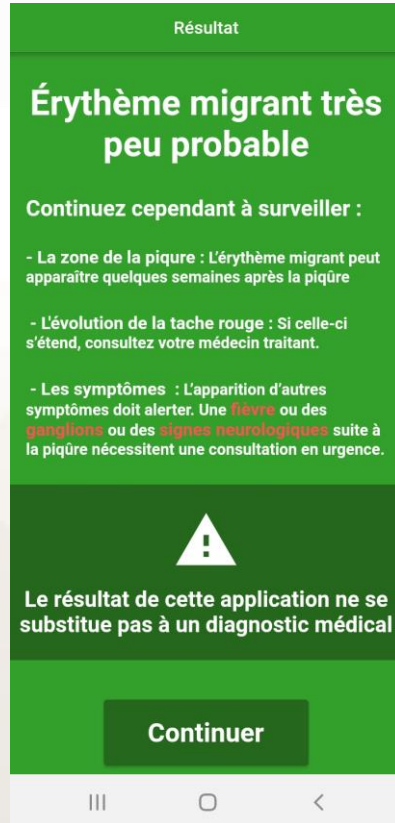 Résultat
Érythème migrant très
peu probable
Continuez cependant à surveiller :
- La zone de la piqure : L'érythème migrant peut
apparaître quelques semaines après la piqûre
- L'évolution de la tache rouge : Si celle-ci
s'étend, consultez votre médecin traitant.
- Les symptômes : L'apparition d'autres
symptômes doit alerter. Une fièvre ou des
ganglions ou des signes neurologiques suite à
la piqûre nécessitent une consultation en urgence.
Le résultat de cette application ne se
substitue pas à un diagnostic médical
Continuer